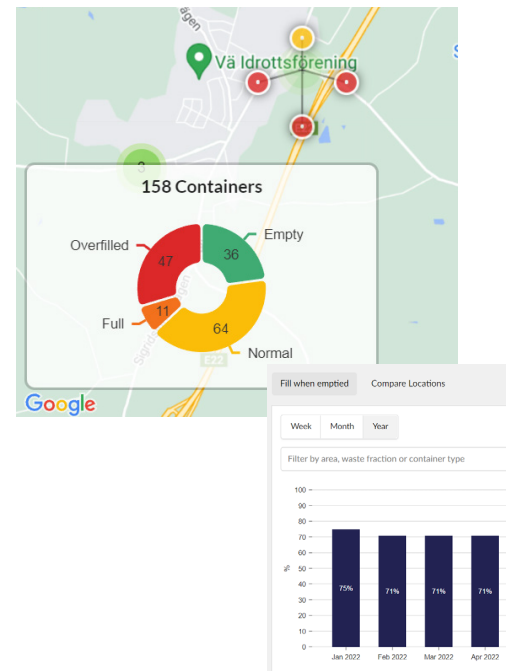 ägen
Vä Idrottsförening
3
158 Containers
Overfilled
47
36
Empty
Full
11
64
Normal
E22
Google
Fill when emptied
Compare Locations
Week
Month
Year
Filter by area, waste fraction or container type
100
90
80
70
60
%
50
40
30
20
10
0
75%
71%
71%
71%
Jan 2022
Feb 2022
Mar 2022
Apr 2022